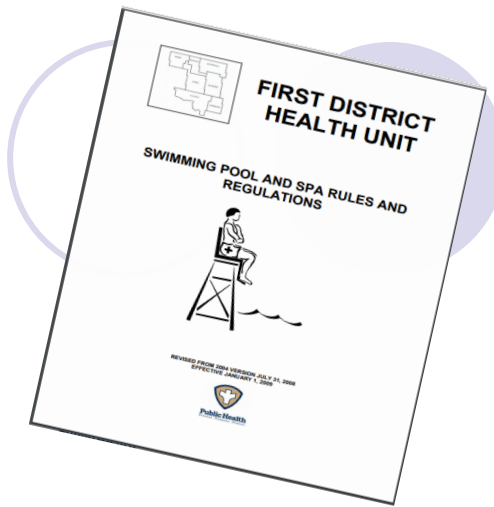 FIRST DISTRICT
HEALTH UNIT
SWIMMING POOL AND SPA RULES AND
REGULATIONS
REVISED FROM 2004 VERSION JULY 31, 2008
EFFECTIVE JANUARY 1, 2009
Public Health